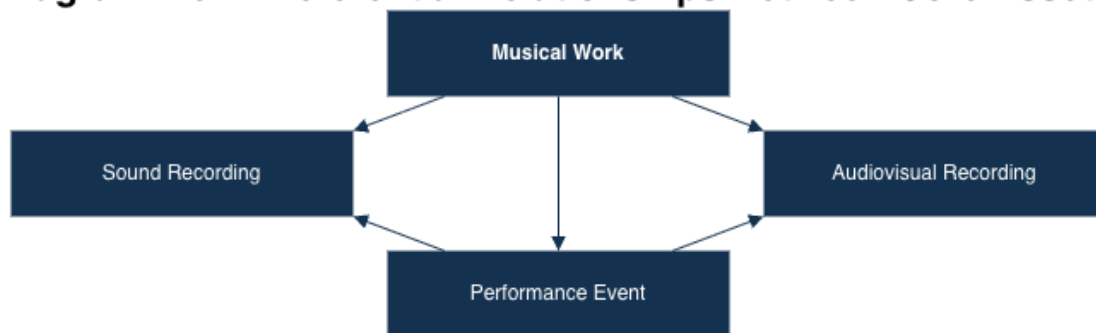 Musical Work
Sound Recording
Audiovisual Recording
Performance Event